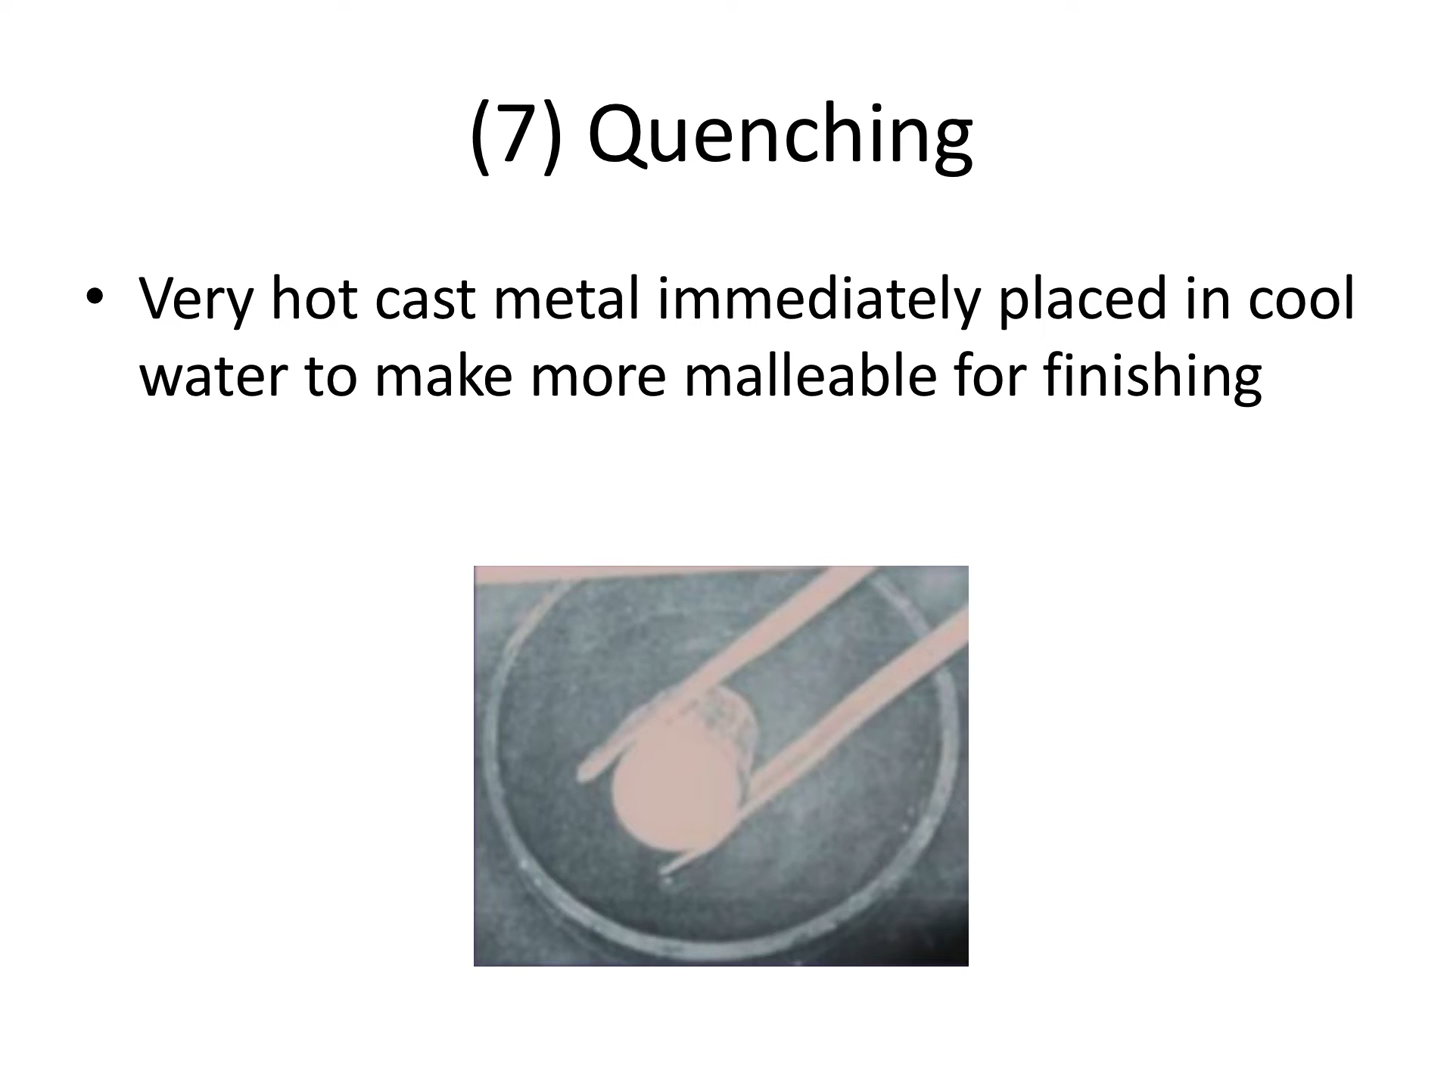 (7) Quenching
• Very hot cast metal immediately placed in cool
water to make more malleable for finishing